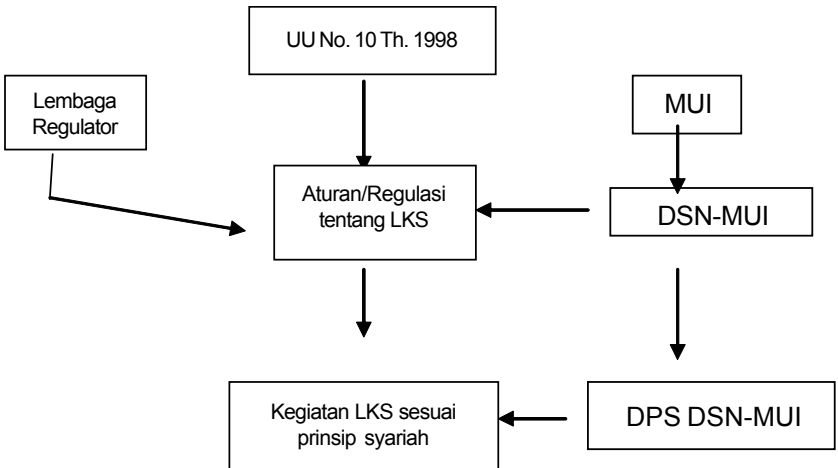 UU No. 10 Th. 1998
Lembaga
Regulator
MUI
Aturan/Regulasi
tentang LKS
DSN-MUI
Kegiatan LKS sesuai
prinsip syariah
DPS DSN-MUI